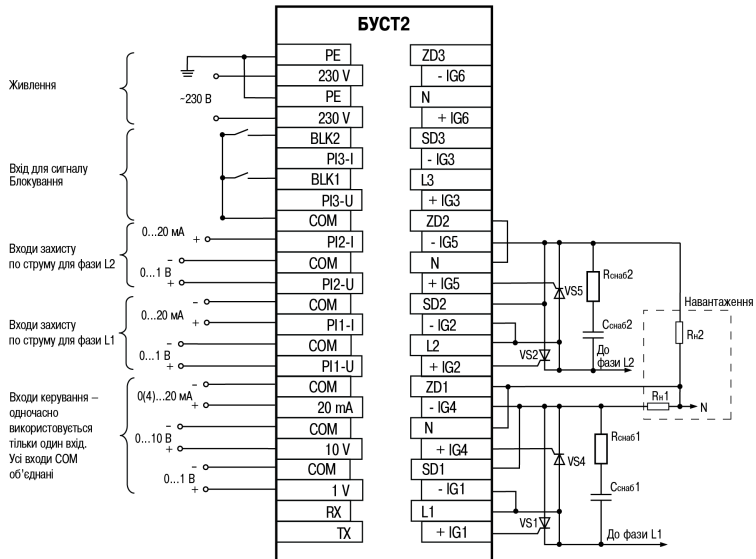 БУСТ2
Живлення
~230 В
Вхід для сигналу
Блокування
Входи захисту
по струму для фази L2
0...20 мА
+
−
0...1 В
+
Входи захисту
по струму для фази L1
−
0...20 мА
+
−
0...1 В
+
Входи керування –
одночасно
використовується
тільки один вхід.
Усі входи COM
об'єднані
−
0(4)...20 мА
+
−
0...10 В
+
−
0...1 В
+
PE
230 V
PE
230 V
BLK2
PI3-I
BLK1
PI3-U
COM
PI2-I
COM
PI2-U
COM
PI1-I
COM
PI1-U
COM
20 mA
COM
10 V
COM
1 V
RX
TX
ZD3
- IG6
N
+ IG6
SD3
- IG3
L3
+ IG3
ZD2
- IG5
N
+ IG5
SD2
- IG2
L2
+ IG2
ZD1
- IG4
N
+ IG4
SD1
- IG1
L1
+ IG1
VS5
VS2
Rснаб2
Cснаб2
До
фази L2
Навантаження
Rн2
Rн1
N
VS4
VS1
Rснаб1
Cснаб1
До фази L1